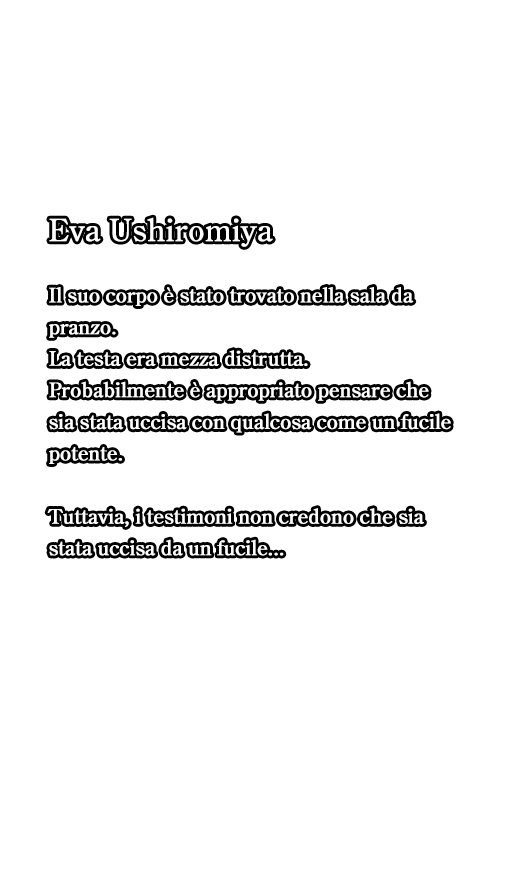 Eva Ushiromiya
Il suo corpo è stato trovato nella sala da
pranzo.
La testa era mezza distrutta.
Probabilmente è appropriato pensare che
sia stata uccisa con qualcosa come un fucile
potente.
Tuttavia, i testimoni non credono che sia
stata uccisa da un fucile...